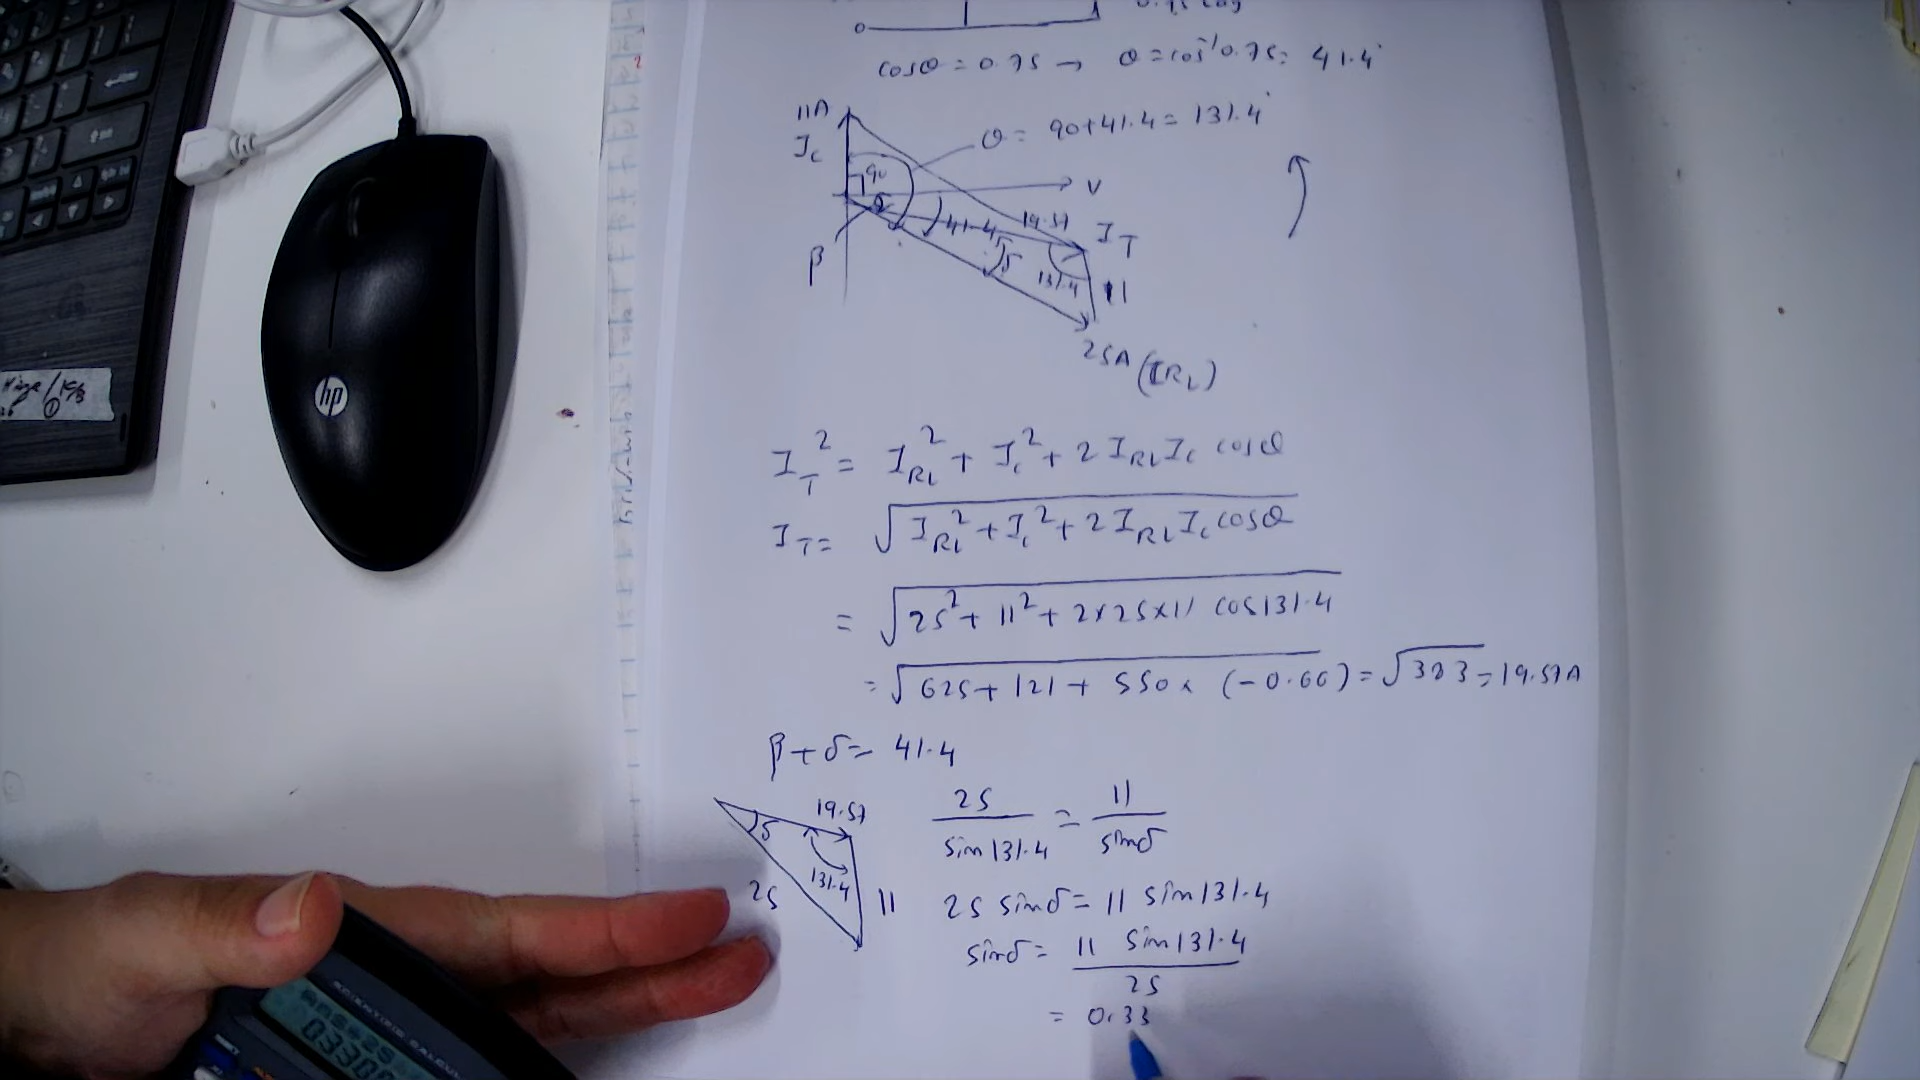 cosθ = 0.75 → θ = cos⁻¹0.75 = 41.4°
11A
Ic
θ = 90+41.4 = 131.4°
90
V
41.4
19.57
IT
β
δ
131.4
11
25A (IRL)
hp
IT² = IRL² + Ic² + 2 IRL Ic cosθ
IT = √IRL² + Ic² + 2 IRL Ic cosθ
= √25² + 11² + 2×25×11 cos131.4
= √625 + 121 + 550 × (-0.66) = √383 = 19.57A
β + δ = 41.4
19.57
δ
131.4
25
11
25 / sin131.4 = 11 / sinδ
25 sinδ = 11 sin131.4
sinδ = 11 sin131.4 / 25
= 0.33